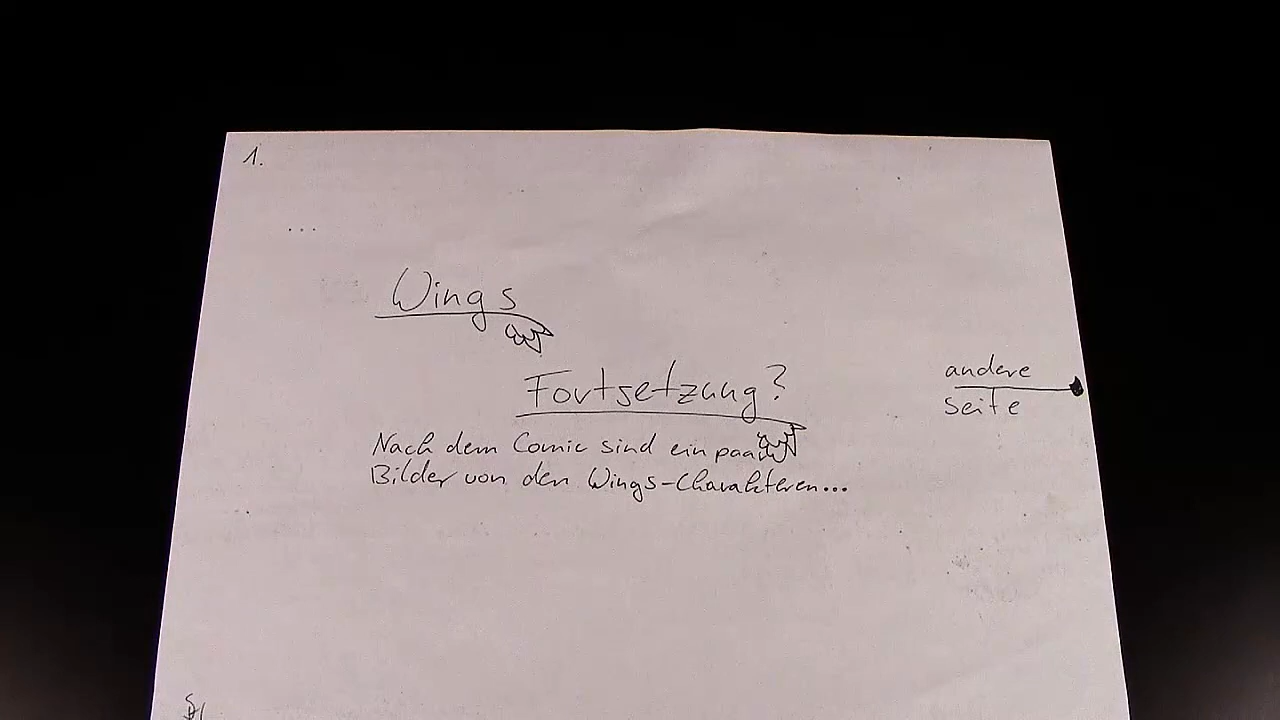 1.
...
Wings
Fortsetzung?
andere
seite
Nach dem Comic sind ein paar
Bilder von den Wings-Charakteren...